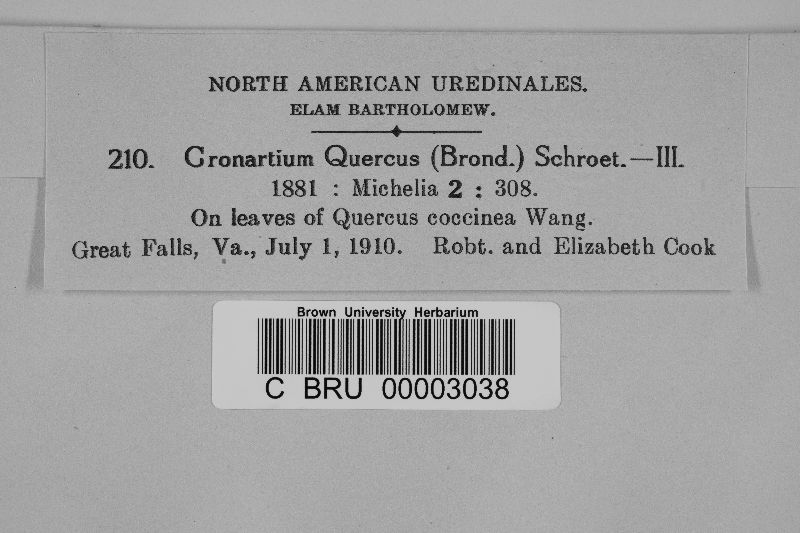 NORTH AMERICAN UREDINALES.
ELAM BARTHOLOMEW.
210. Cronartium Quercus (Brond.) Schroet.—III.
1881 : Michelia 2 : 308.
On leaves of Quercus coccinea Wang.
Great Falls, Va., July 1, 1910. Robt. and Elizabeth Cook
Brown University Herbarium
C BRU 00003038